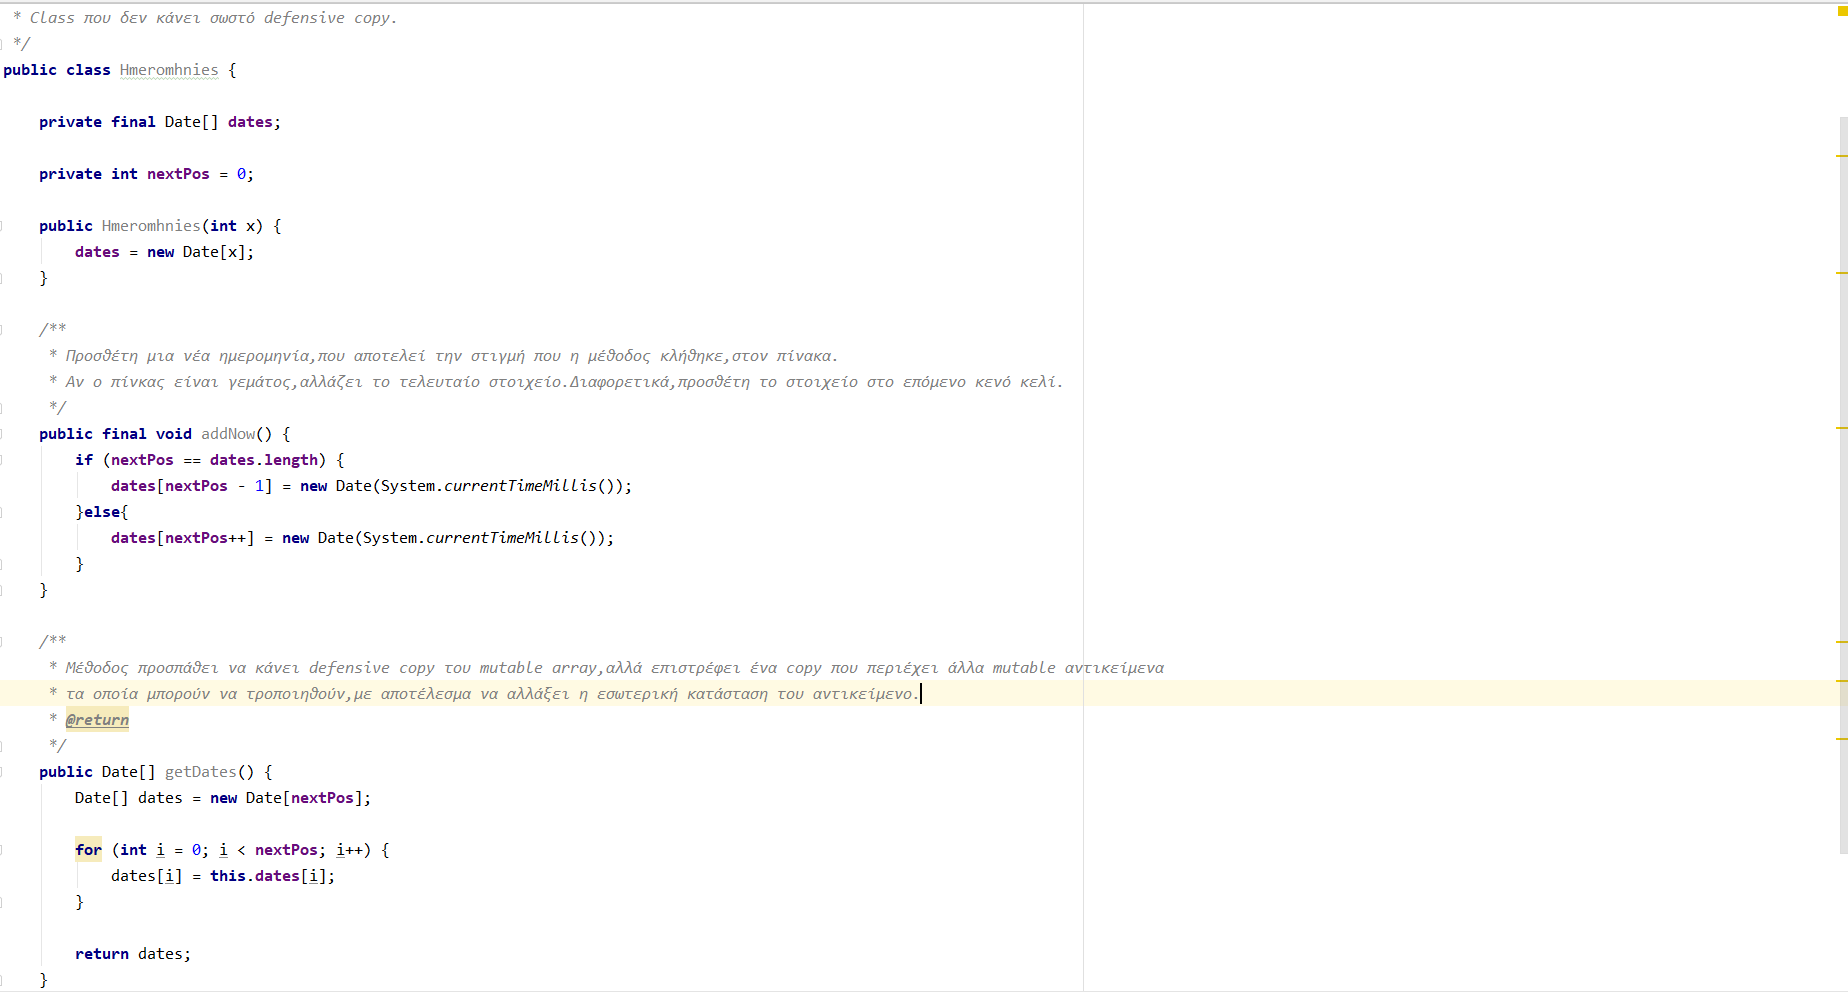 * Class που δεν κάνει σωστό defensive copy.
*/
public class Hmeromhnies {
private final Date[] dates;
private int nextPos = 0;
public Hmeromhnies(int x) {
dates = new Date[x];
}
/**
* Προσθέτη μια νέα ημερομηνία,που αποτελεί την στιγμή που η μέθοδος κλήθηκε,στον πίνακα.
* Αν ο πίνκας είναι γεμάτος,αλλάζει το τελευταίο στοιχείο.Διαφορετικά,προσθέτη το στοιχείο στο επόμενο κενό κελί.
*/
public final void addNow() {
if (nextPos == dates.length) {
dates[nextPos - 1] = new Date(System.currentTimeMillis());
}else{
dates[nextPos++] = new Date(System.currentTimeMillis());
}
}
/**
* Μέθοδος προσπάθει να κάνει defensive copy του mutable array,αλλά επιστρέφει ένα copy που περιέχει άλλα mutable αντικείμενα
* τα οποία μπορούν να τροποιηθούν,με αποτέλεσμα να αλλάξει η εσωτερική κατάσταση του αντικείμενο.
* @return
*/
public Date[] getDates() {
Date[] dates = new Date[nextPos];
for (int i = 0; i < nextPos; i++) {
dates[i] = this.dates[i];
}
return dates;
}